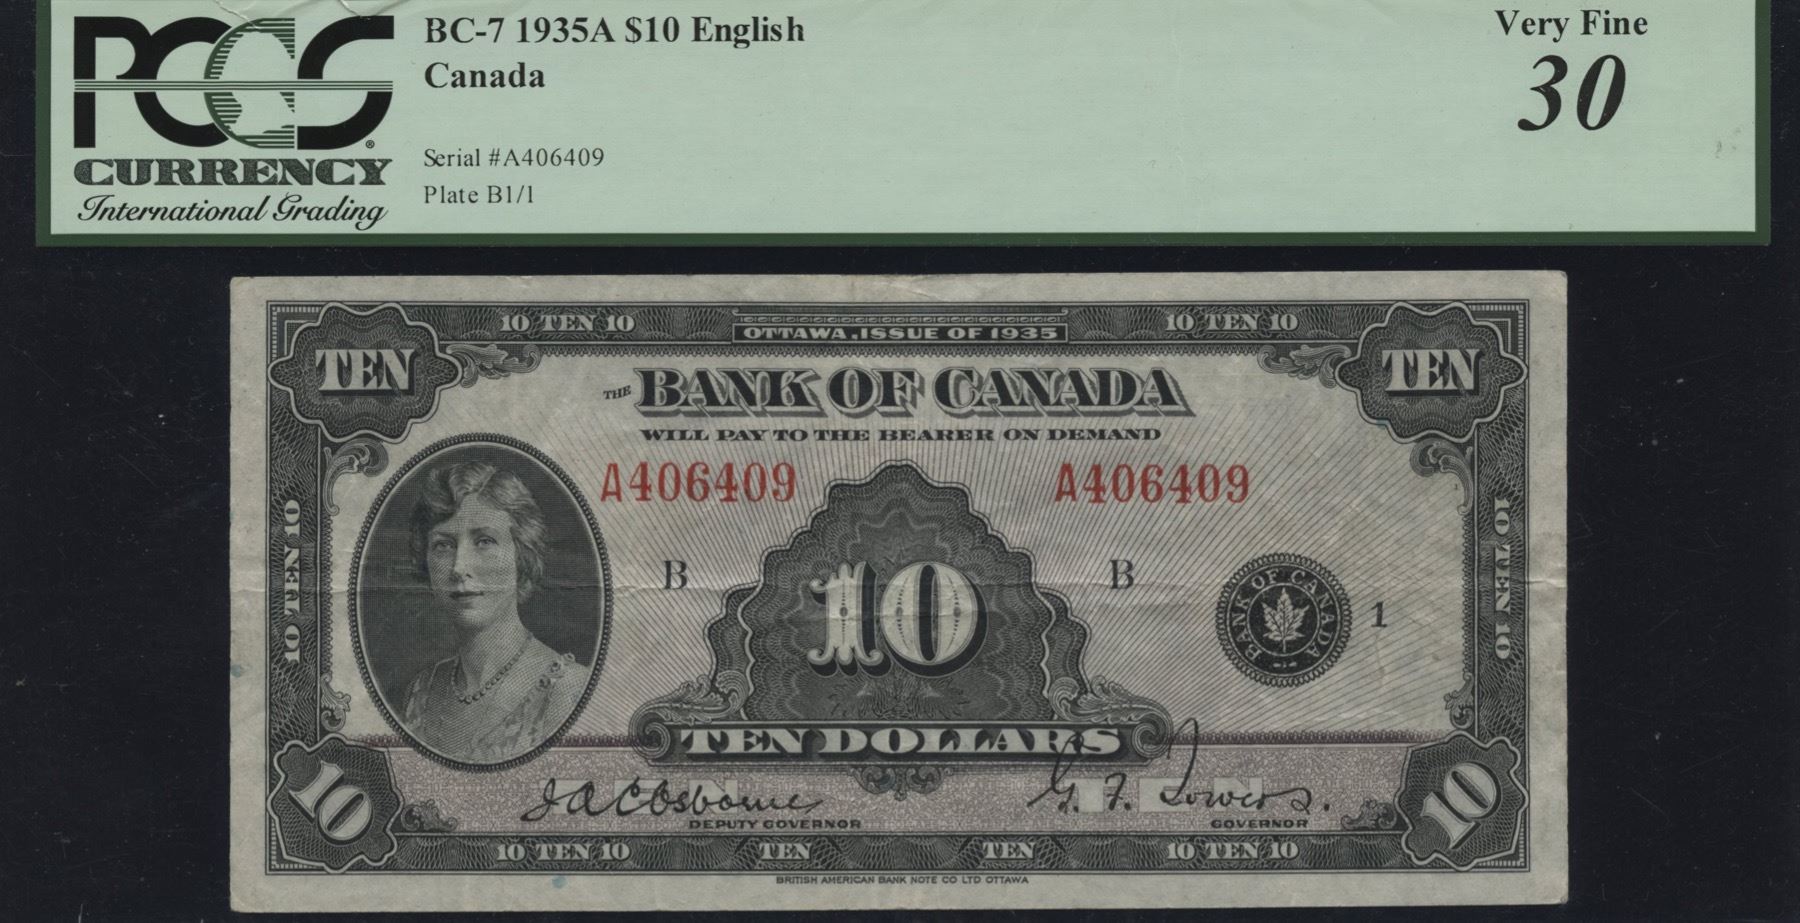 PCGS
CURRENCY
International Grading
BC-7 1935A $10 English
Canada
Serial #A406409
Plate B1/1
Very Fine
30
TEN
10 TEN 10
OTTAWA, ISSUE OF 1935
10 TEN 10
TEN
THE BANK OF CANADA
WILL PAY TO THE BEARER ON DEMAND
A406409
A406409
10 TEN 10
10 TEN 10
B
B
10
BANK OF CANADA
1
TEN DOLLARS
10
J A C Osborne
DEPUTY GOVERNOR
G. F. Towers.
GOVERNOR
10
10 TEN 10
TEN
TEN
10 TEN 10
BRITISH AMERICAN BANK NOTE CO LTD OTTAWA